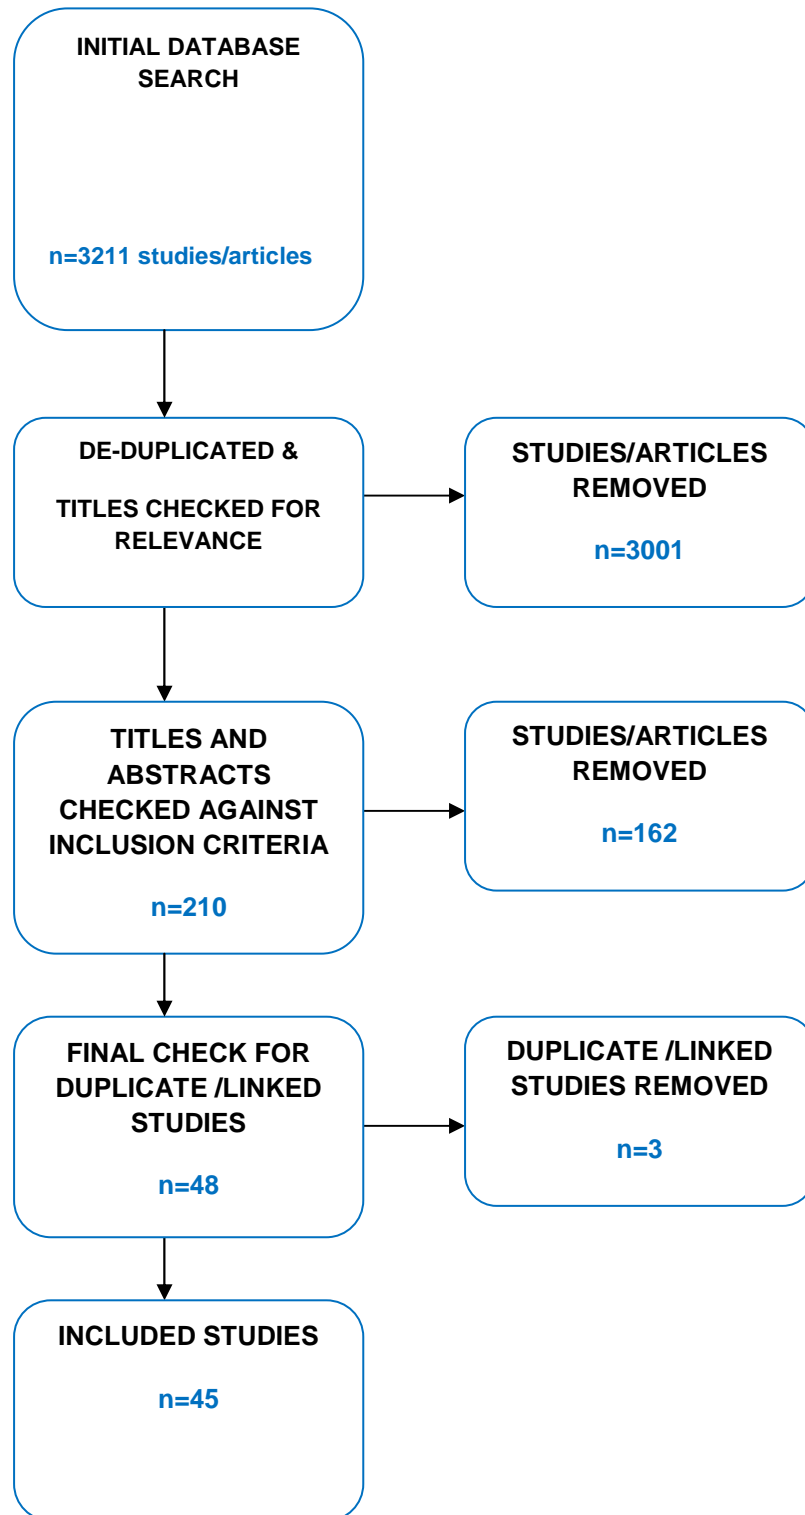 INITIAL DATABASE
SEARCH
n=3211 studies/articles
DE-DUPLICATED &
TITLES CHECKED FOR
RELEVANCE
STUDIES/ARTICLES
REMOVED
n=3001
TITLES AND
ABSTRACTS
CHECKED AGAINST
INCLUSION CRITERIA
n=210
STUDIES/ARTICLES
REMOVED
n=162
FINAL CHECK FOR
DUPLICATE /LINKED
STUDIES
n=48
DUPLICATE /LINKED
STUDIES REMOVED
n=3
INCLUDED STUDIES
n=45